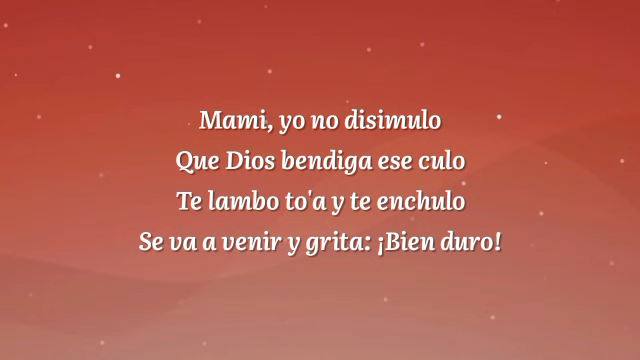 Mami, yo no disimulo
Que Dios bendiga ese culo
Te lambo to'a y te enchulo
Se va a venir y grita: ¡Bien duro!